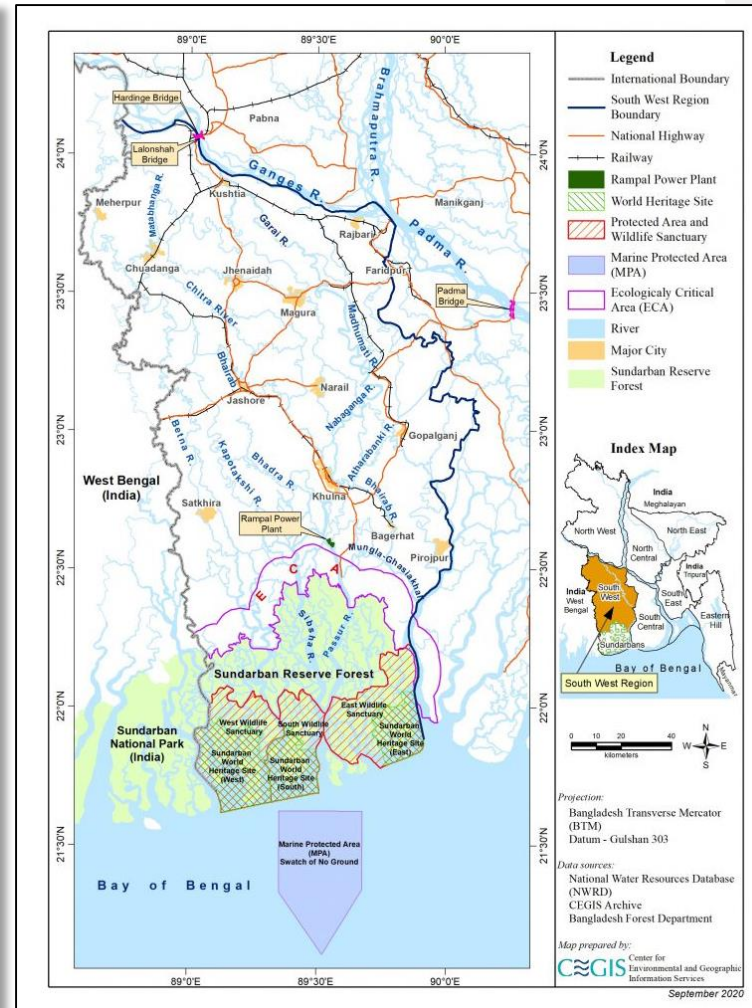 89°0'E
89°30'E
90°0'E
Hardinge Bridge
Pabna
Brahmaputra R.
24°0'N
24°0'N
Lalonshah
Bridge
Ganges R.
Matabhanga R.
Kushtia
Meherpur
Garai R.
Manikganj
Rajbari
Padma R.
Chuadanga
Jhenaidah
Faridpur
Padma
Bridge
23°30'N
23°30'N
Chitra River
Magura
Madhumati R.
Bhairab
Narail
Jashore
Nabaganga R.
23°0'N
23°0'N
Betna R.
Kapotakshi R.
Bhadra R.
Atharabanki R.
Gopalganj
West Bengal
(India)
Khulna
Satkhira
Bhairab R.
Rampal Power
Plant
Bagerhat
Pirojpur
Mungla-Ghasiakhali
22°30'N
22°30'N
E C A
Sibsha R.
Passur R.
Sundarban Reserve Forest
22°0'N
22°0'N
Sundarban
National Park
(India)
West Wildlife
Sanctuary
South Wildlife
Sanctuary
East Wildlife
Sanctuary
Sundarban
World
Heritage Site
(West)
Sundarban
World
Heritage Site
(South)
Sundarban
World
Heritage Site
(East)
21°30'N
21°30'N
Marine Protected Area
(MPA)
Swatch of No Ground
Bay of Bengal
89°0'E
89°30'E
90°0'E
Legend
International Boundary
South West Region
Boundary
National Highway
Railway
Rampal Power Plant
World Heritage Site
Protected Area and
Wildlife Sanctuary
Marine Protected Area
(MPA)
Ecologicaly Critical
Area (ECA)
River
Major City
Sundarban Reserve
Forest
Index Map
India
Meghalayan
North West
North East
North
Central
India
Tripura
India
West
Bengal
South
West
South
East
South
Central
Eastern
Hill
Sundarbans
Bay of Bengal
Myanmar
South West Region
0 10 20 40
kilometers
N
W E
S
Projection:
Bangladesh Transverse Mercator
(BTM)
Datum - Gulshan 303
Data sources:
National Water Resources Database
(NWRD)
CEGIS Archive
Bangladesh Forest Department
Map prepared by:
CEGIS
Center for
Environmental and Geographic
Information Services
September 2020